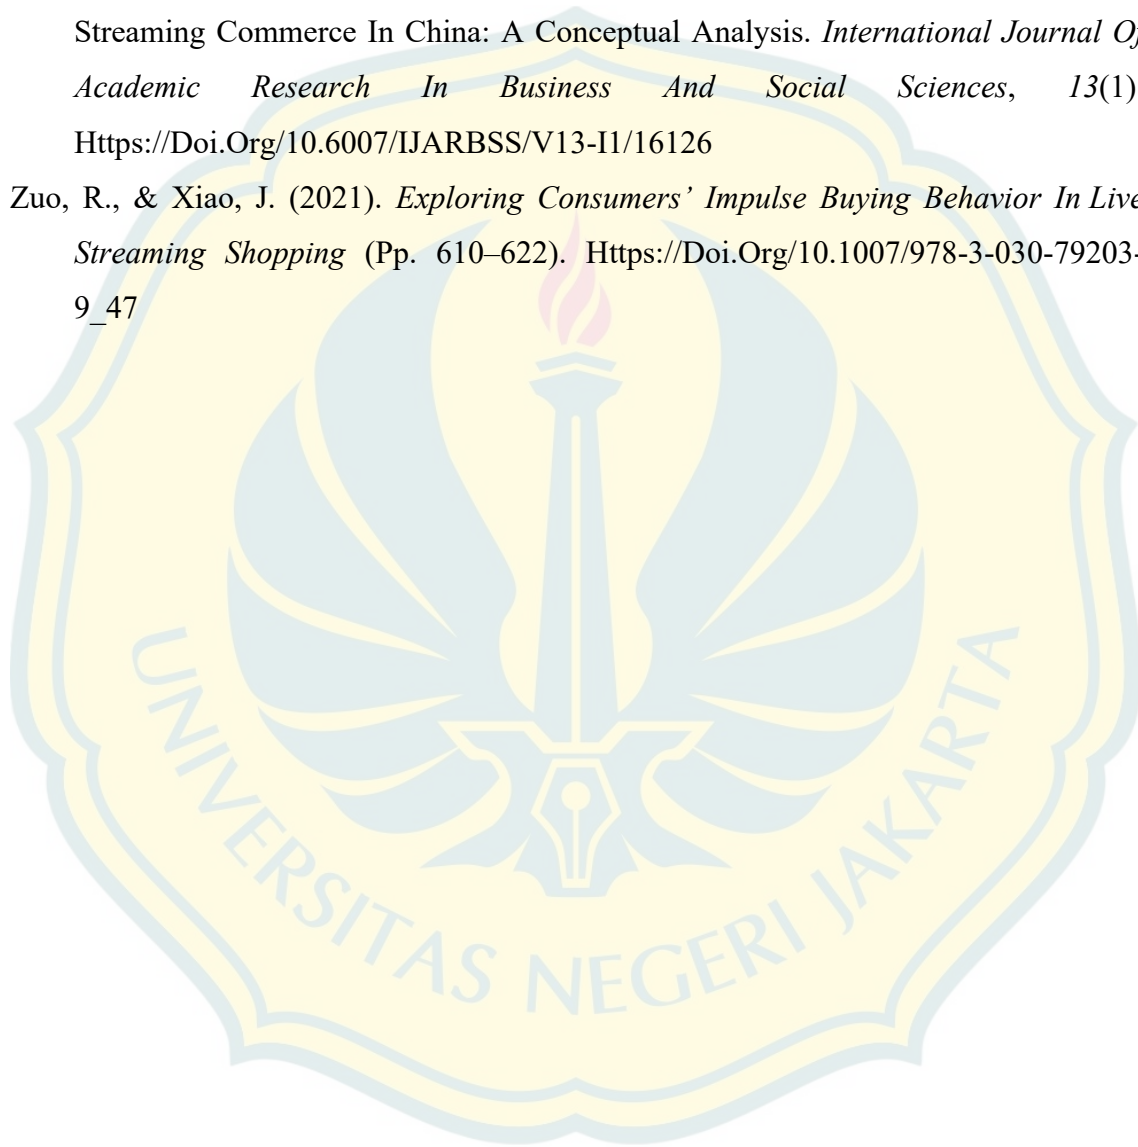 Streaming Commerce In China: A Conceptual Analysis. International Journal Of
Academic Research In Business And Social Sciences, 13(1)
Https://Doi.Org/10.6007/IJARBSS/V13-I1/16126
Zuo, R., & Xiao, J. (2021). Exploring Consumers’ Impulse Buying Behavior In Live
Streaming Shopping (Pp. 610–622). Https://Doi.Org/10.1007/978-3-030-79203-
9_47
UNIVERSITAS NEGERI JAKARTA